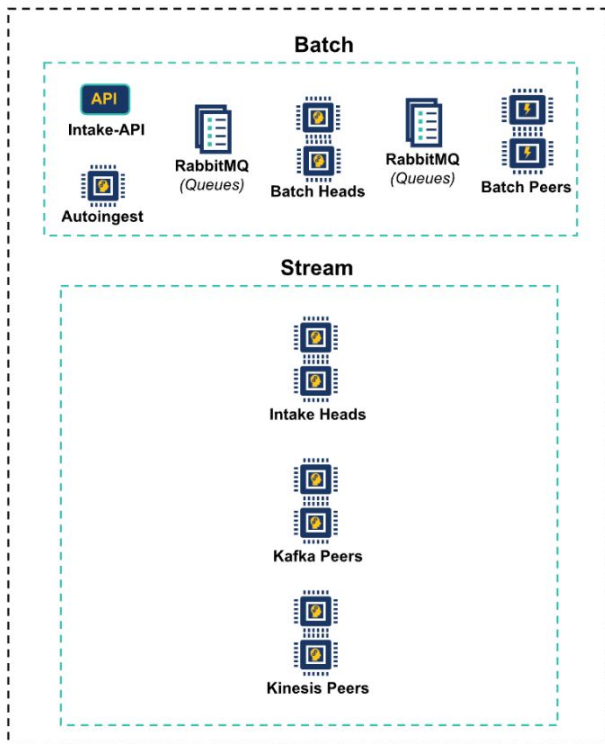 Batch
API
Intake-API
Autoingest
RabbitMQ
(Queues)
Batch Heads
RabbitMQ
(Queues)
Batch Peers
Stream
Intake Heads
Kafka Peers
Kinesis Peers